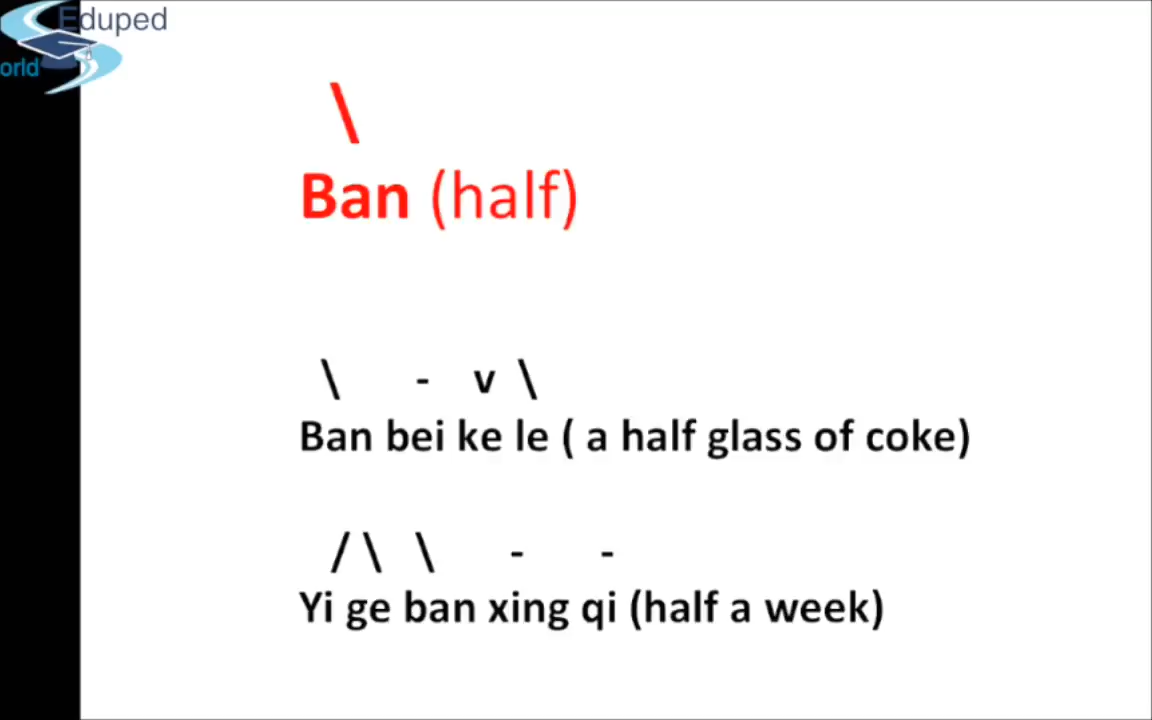 Eduped
orld
\
Ban (half)
\ - v \
Ban bei ke le ( a half glass of coke)
/ \ \ - -
Yi ge ban xing qi (half a week)